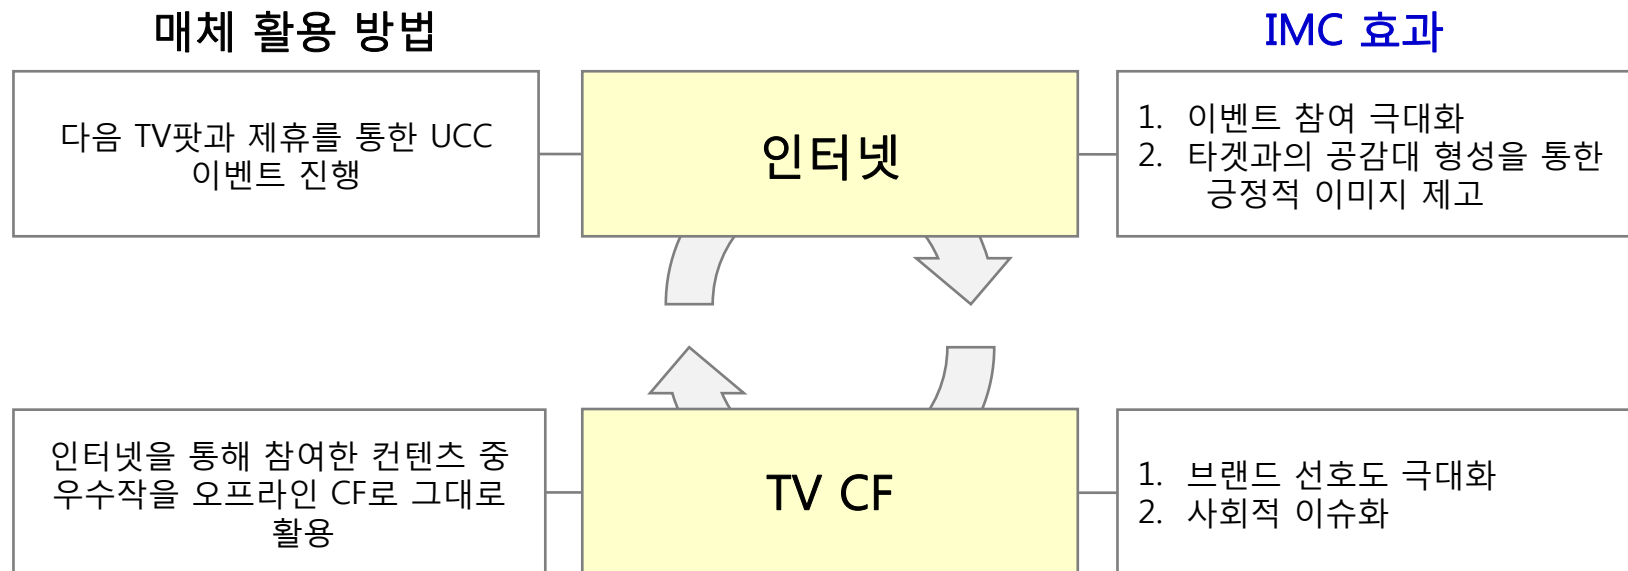 매체 활용 방법
IMC 효과
다음 TV팟과 제휴를 통한 UCC
이벤트 진행
인터넷
1. 이벤트 참여 극대화
2. 타겟과의 공감대 형성을 통한
긍정적 이미지 제고
인터넷을 통해 참여한 컨텐츠 중
우수작을 오프라인 CF로 그대로
활용
TV CF
1. 브랜드 선호도 극대화
2. 사회적 이슈화